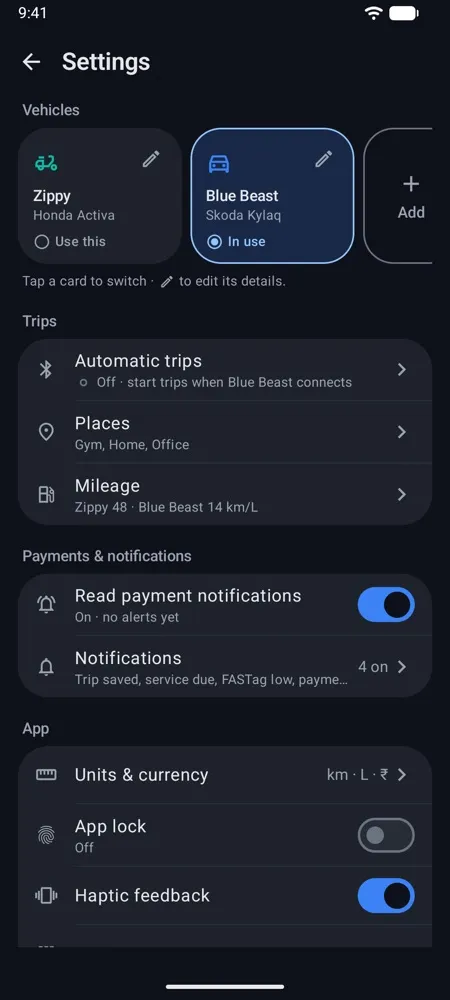 9:41
Settings
Vehicles
Zippy
Honda Activa
Use this
Blue Beast
Skoda Kylaq
In use
Add
Tap a card to switch · to edit its details.
Trips
Automatic trips
Off · start trips when Blue Beast connects
Places
Gym, Home, Office
Mileage
Zippy 48 · Blue Beast 14 km/L
Payments & notifications
Read payment notifications
On · no alerts yet
Notifications
Trip saved, service due, FASTag low, payme…
4 on
App
Units & currency
km · L · ₹
App lock
Off
Haptic feedback